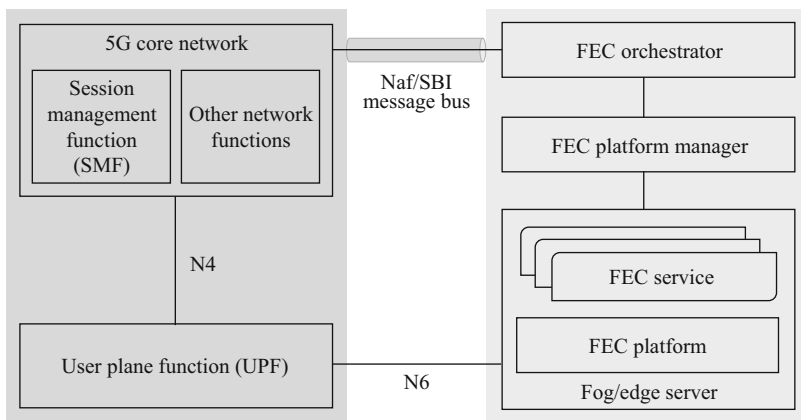 5G core network
Session
management
function
(SMF)
Other network
functions
N4
User plane function (UPF)
Naf/SBI
message bus
N6
FEC orchestrator
FEC platform manager
FEC service
FEC platform
Fog/edge server